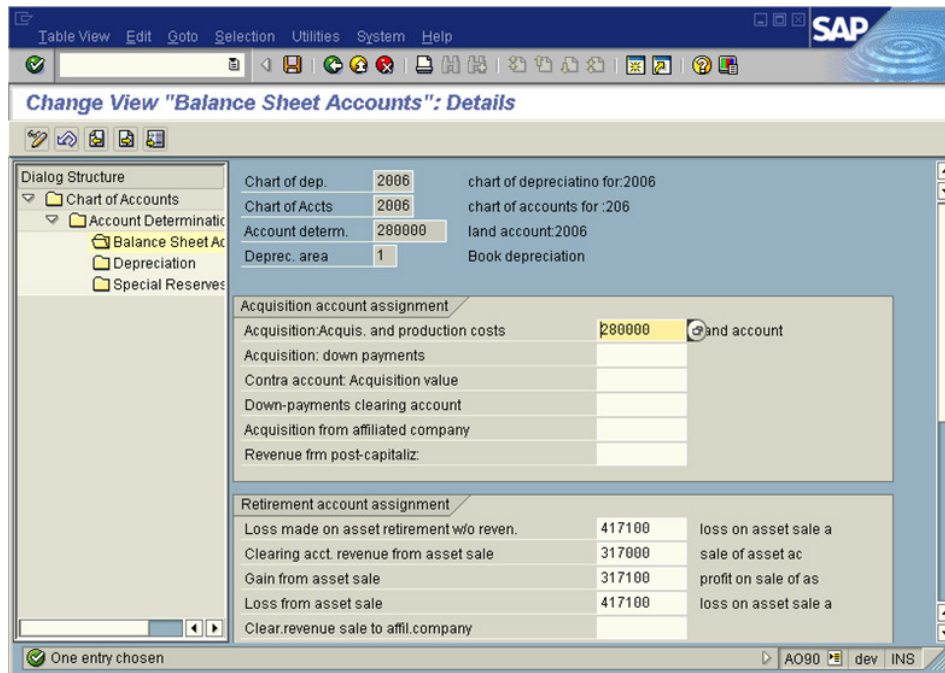 Table View Edit Goto Selection Utilities System Help
SAP
Change View "Balance Sheet Accounts": Details
Dialog Structure
Chart of Accounts
Account Determinatic
Balance Sheet Ac
Depreciation
Special Reserves
Chart of dep. 2006 chart of depreciatino for:2006
Chart of Accts 2006 chart of accounts for :206
Account determ. 280000 land account:2006
Deprec. area 1 Book depreciation
Acquisition account assignment
Acquisition:Acquis. and production costs 280000 and account
Acquisition: down payments
Contra account: Acquisition value
Down-payments clearing account
Acquisition from affiliated company
Revenue frm post-capitaliz:
Retirement account assignment
Loss made on asset retirement w/o reven. 417100 loss on asset sale a
Clearing acct. revenue from asset sale 317000 sale of asset ac
Gain from asset sale 317100 profit on sale of as
Loss from asset sale 417100 loss on asset sale a
Clear.revenue sale to affil.company
One entry chosen AO90 dev INS